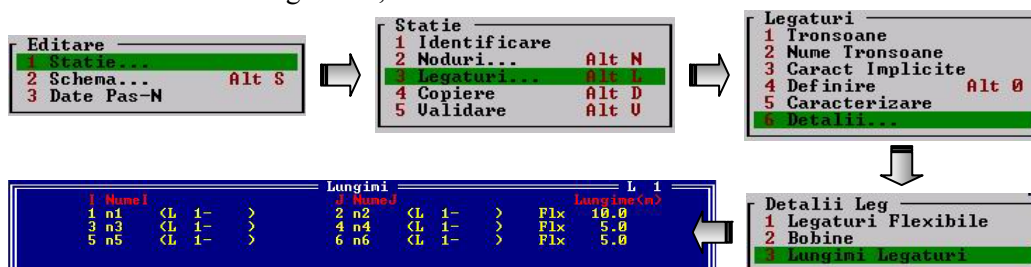 Editare
1 Statie...
2 Schema... Alt S
3 Date Pas-N
Statie
1 Identificare
2 Noduri... Alt N
3 Legaturi... Alt L
4 Copiere Alt D
5 Validare Alt V
Legaturi
1 Tronsoane
2 Nume Tronsoane
3 Caract Implicite
4 Definire Alt 0
5 Caracterizare
6 Detalii...
Detalii Leg
1 Legaturi Flexibile
2 Bobine
3 Lungimi Legaturi
Lungimi L 1
I NumeI J NumeJ Lungime(m)
1 n1 (L 1- ) 2 n2 (L 1- ) Flx 10.0
3 n3 (L 1- ) 4 n4 (L 1- ) Flx 5.0
5 n5 (L 1- ) 6 n6 (L 1- ) Flx 5.0